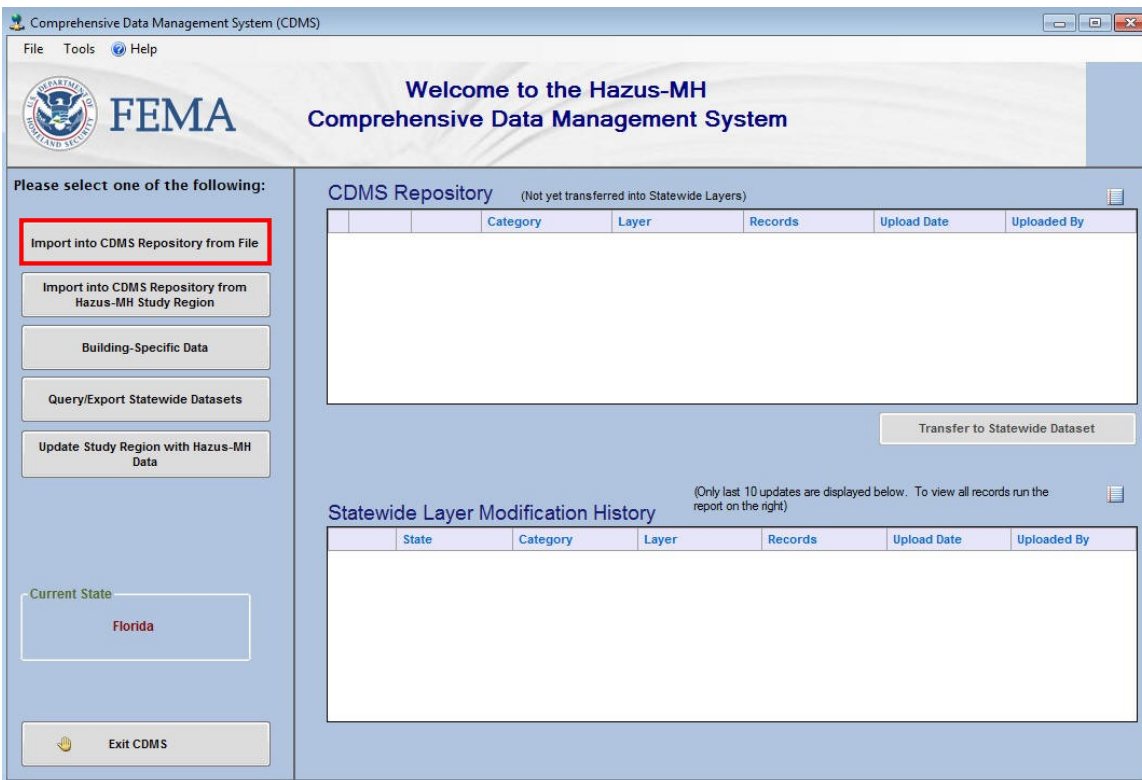 Comprehensive Data Management System (CDMS)
File Tools Help
U.S. DEPARTMENT OF HOMELAND SECURITY
FEMA
Welcome to the Hazus-MH
Comprehensive Data Management System
Please select one of the following:
Import into CDMS Repository from File
Import into CDMS Repository from
Hazus-MH Study Region
Building-Specific Data
Query/Export Statewide Datasets
Update Study Region with Hazus-MH
Data
Current State
Florida
Exit CDMS
CDMS Repository (Not yet transferred into Statewide Layers)
Category Layer Records Upload Date Uploaded By
Transfer to Statewide Dataset
(Only last 10 updates are displayed below. To view all records run the
report on the right)
Statewide Layer Modification History
State Category Layer Records Upload Date Uploaded By